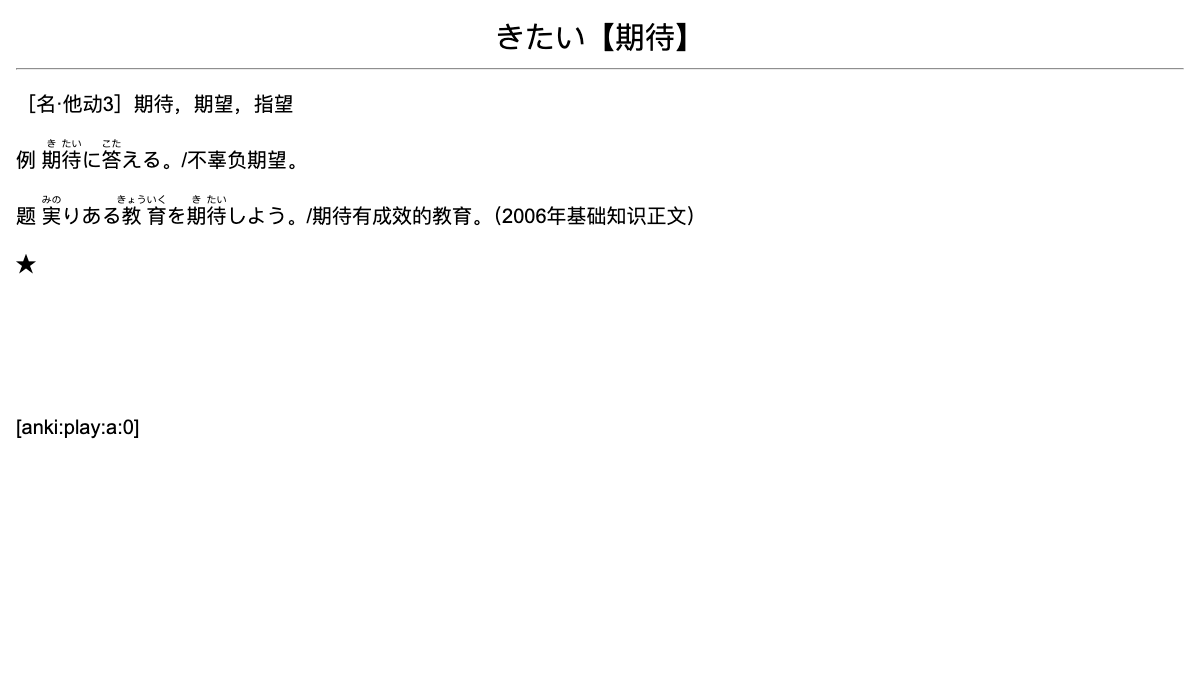 きたい【期待】
［名·他动3］期待，期望，指望
き たい こた
例 期待に答える。/不辜负期望。
みの きょういく き たい
题 実りある教育を期待しよう。/期待有成效的教育。（2006年基础知识正文）
★
[anki:play:a:0]